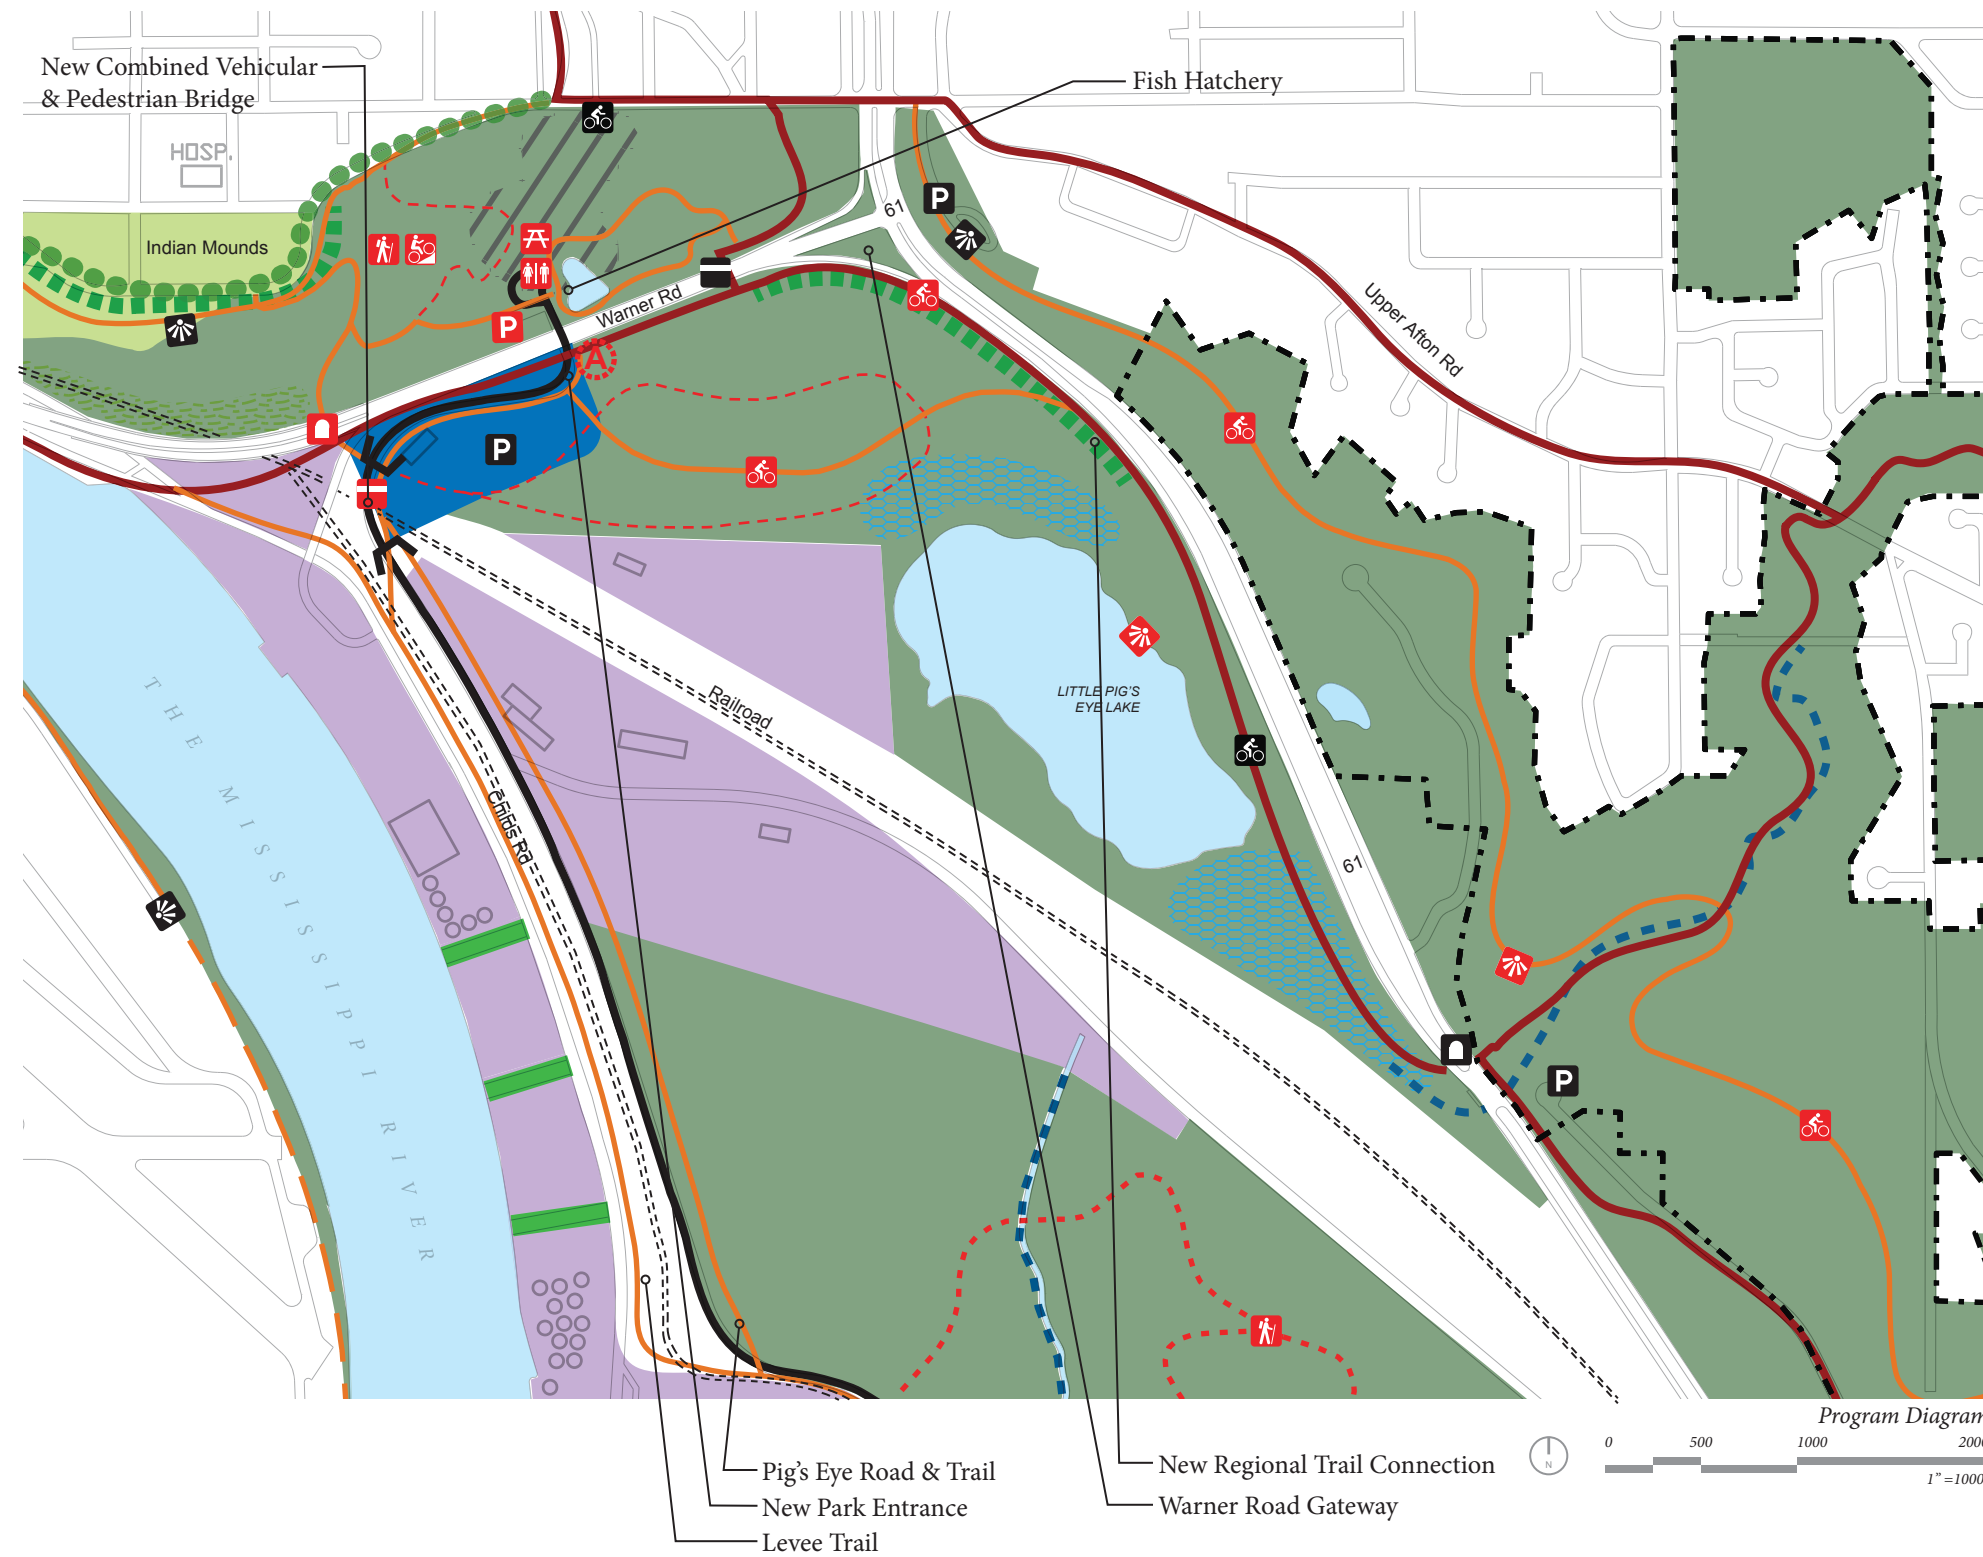 New Combined Vehicular
& Pedestrian Bridge
Fish Hatchery
HOSP.
Indian Mounds
61
P
Warner Rd
P
A
Upper Afton Rd
P
LITTLE PIG'S
EYE LAKE
Railroad
THE MISSISSIPPI RIVER
Childs Rd
61
P
Program Diagram
0 500 1000 2000
N
1" =1000
Pig's Eye Road & Trail
New Park Entrance
Levee Trail
New Regional Trail Connection
Warner Road Gateway